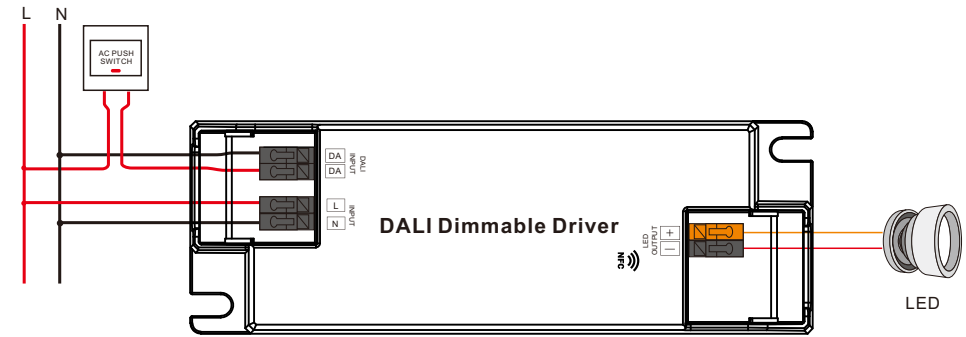 L N
AC PUSH
SWITCH
DA
DA
DALI
INPUT
L
N
INPUT
DALI Dimmable Driver
NFC
LED
OUTPUT
+
—
LED